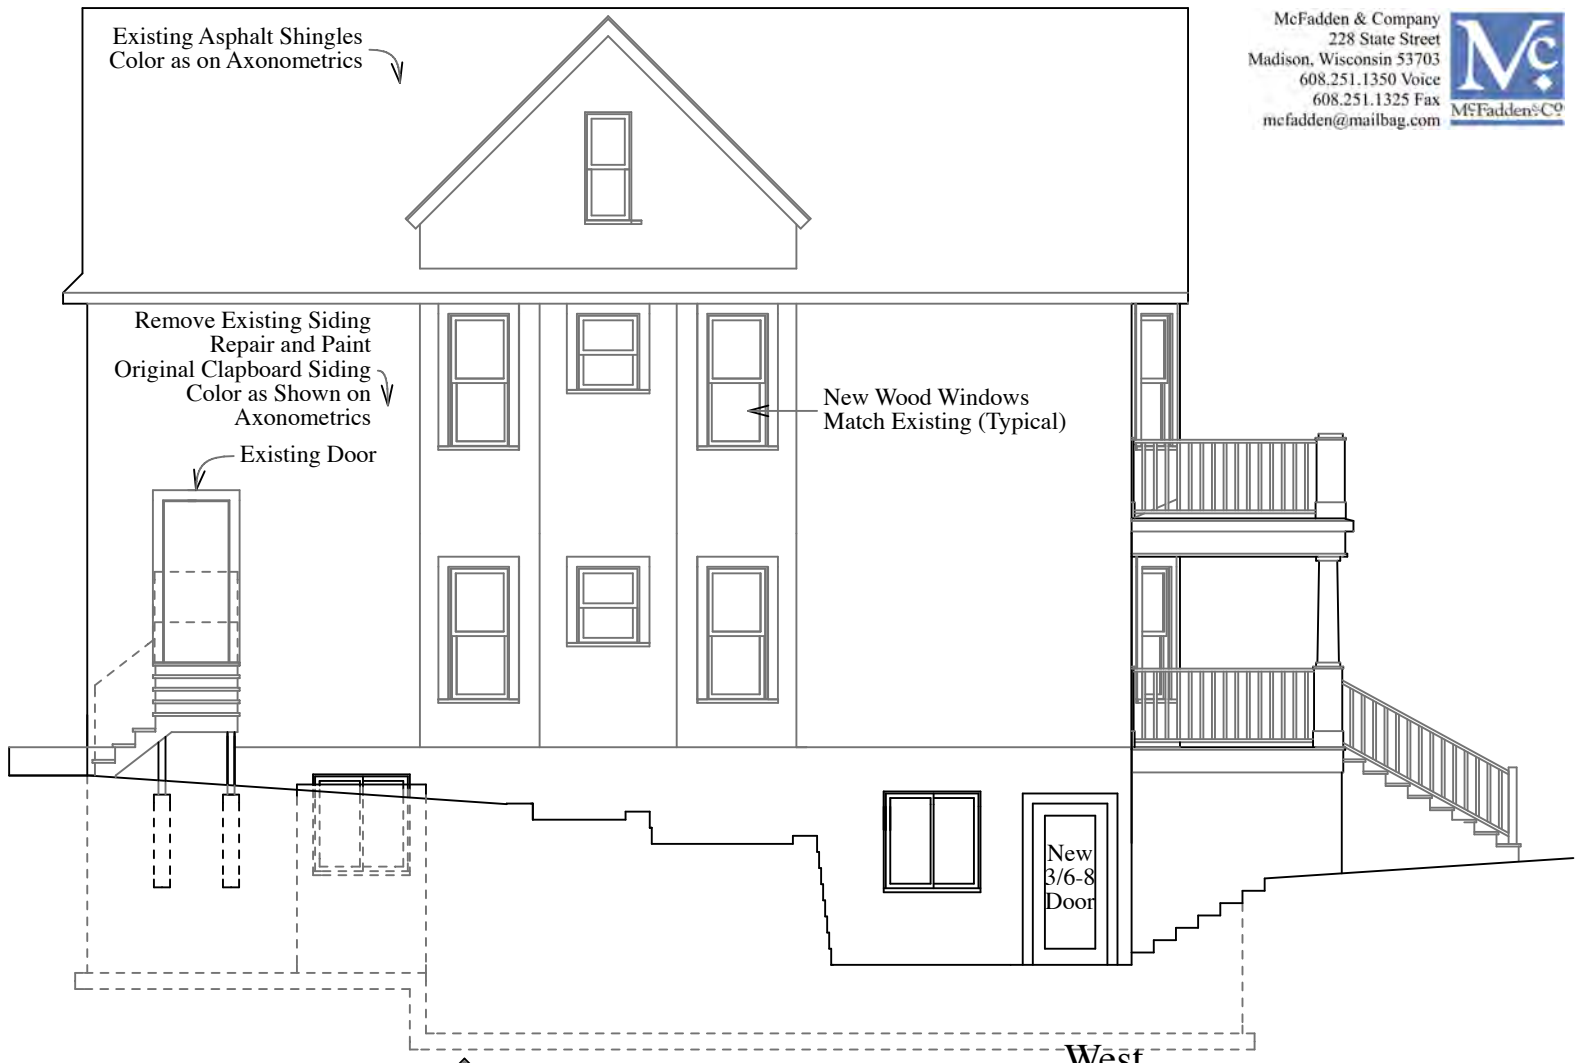 Existing Asphalt Shingles
Color as on Axonometrics
McFadden & Company
228 State Street
Madison, Wisconsin 53703
608.251.1350 Voice
608.251.1325 Fax
mcfadden@mailbag.com
Mc
McFadden & Co
Remove Existing Siding
Repair and Paint
Original Clapboard Siding
Color as Shown on
Axonometrics
New Wood Windows
Match Existing (Typical)
Existing Door
New
3/6-8
Door
West